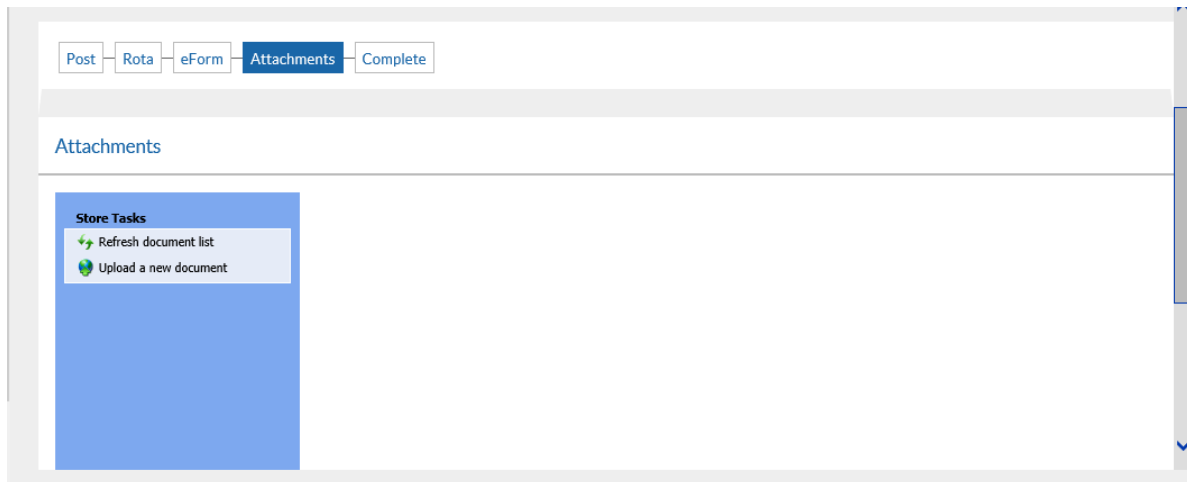 Post Rota eForm Attachments Complete
Attachments
Store Tasks
Refresh document list
Upload a new document